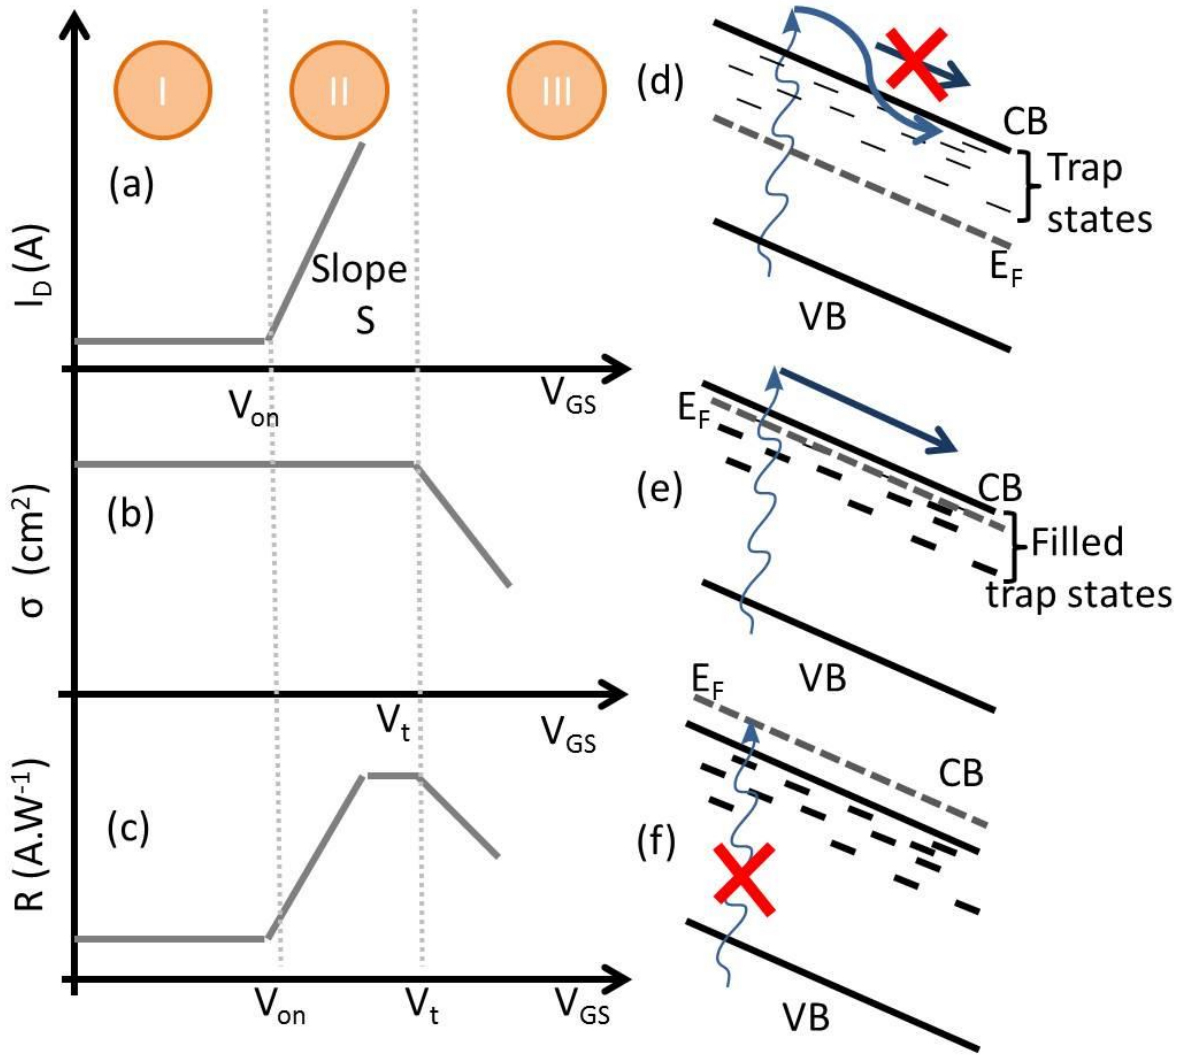 I
II
III
(a)
I_D (A)
Slope
S
V_on
V_GS
(b)
σ (cm²)
V_t
V_GS
(c)
R (A.W⁻¹)
V_on
V_t
V_GS
(d)
CB
Trap
states
E_F
VB
(e)
E_F
CB
Filled
trap states
VB
(f)
E_F
CB
VB